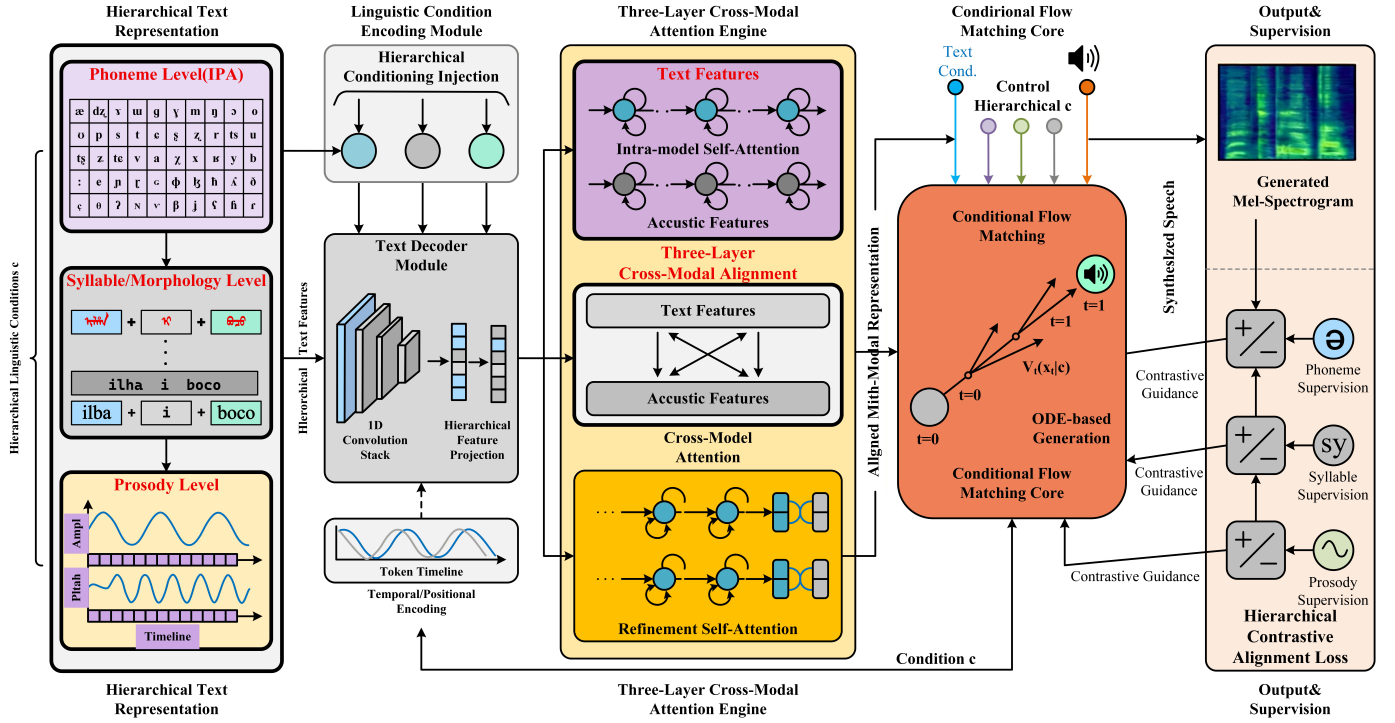 Hierarchical Text
Representation
Linguistic Condition
Encoding Module
Three-Layer Cross-Modal
Attention Engine
Condirional Flow
Matching Core
Output&
Supervision
Hierarchical Linguistic Conditions c
Phoneme Level(IPA)
æ dʐ ɤ ɯ ɡ ɣ m ŋ ɔ o
ʊ p s t ɕ ʂ ʐ r ts u
tʂ z tɕ v a χ x ʁ y b
: e ɲ ɽ ɢ ɸ ɮ ħ ʎ ð
ç θ ʔ ɴ ⱱ β ʝ ʕ ɦ ɾ
Syllable/Morphology Level
+ +
ilha i boco
ilba + i + boco
Prosody Level
Ampl
Pltah
Timeline
Hierarchical Text
Representation
Hierarchical
Conditioning Injection
HIerorchical Text Features
Text Decoder
Module
1D
Convolution
Stack
Hierarchical
Feature
Projection
Token Timeline
Temporal/Positional
Encoding
Text Features
Intra-model Self-Attention
Accustic Features
Three-Layer
Cross-Modal Alignment
Text Features
Accustic Features
Cross-Model
Attention
Refinement Self-Attention
Three-Layer Cross-Modal
Attention Engine
Aligned Mith-Modal Representation
Condition c
Text
Cond.
Control
Hierarchical c
Conditional Flow
Matching
t=1
t=1
Vₜ(xₜ|c)
t=0
t=0
ODE-based
Generation
Conditional Flow
Matching Core
SynthesIzed Speech
Contrastive
Guidance
Contrastive
Guidance
Contrastive Guidance
Generated
Mel-Spectrogram
+ −
ə
Phoneme
Supervision
+ −
sy
Syllable
Supervision
+ −
Prosody
Supervision
Hierarchical
Contrastive
Alignment Loss
Output&
Supervision